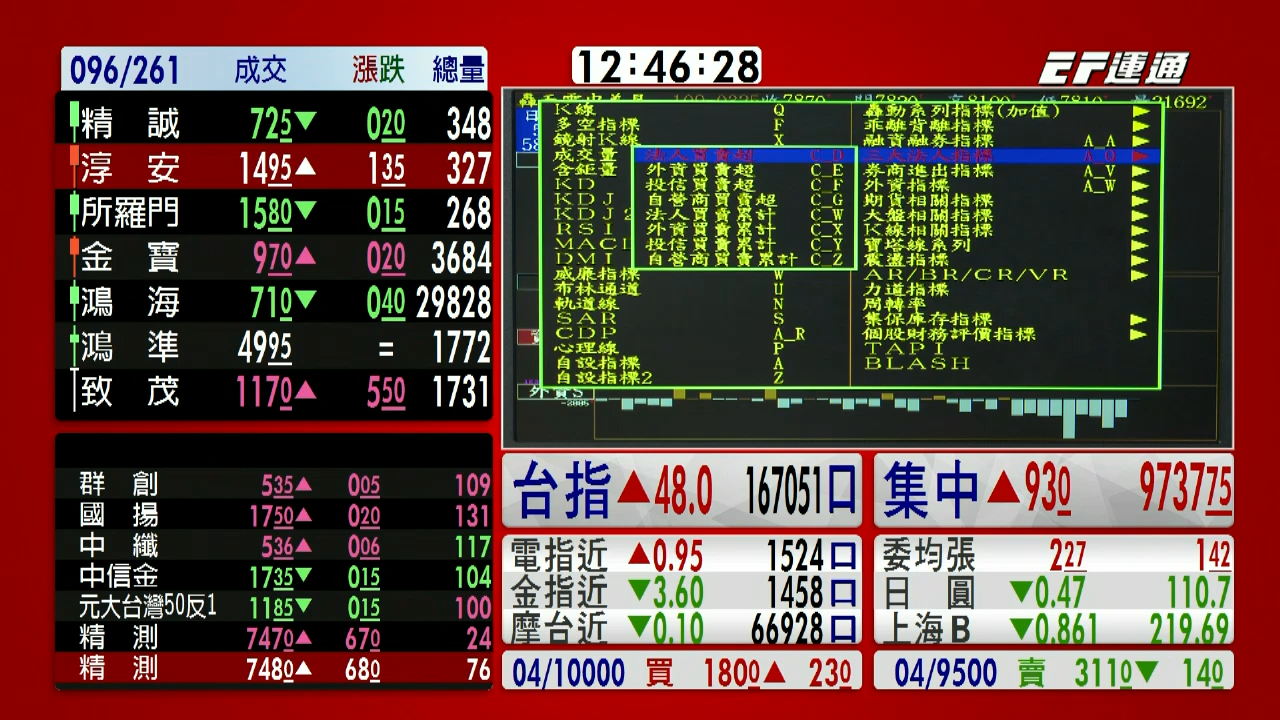 096/261 成交 漲跌 總量
精誠 725▼ 020 348
淳安 1495▲ 135 327
所羅門 1580▼ 015 268
金寶 970▲ 020 3684
鴻海 710▼ 040 29828
鴻準 4995 = 1772
致茂 1170▲ 550 1731
群創 535▲ 005 109
國揚 1750▲ 020 131
中纖 536▲ 006 117
中信金 1735▼ 015 104
元大台灣50反1 1185▼ 015 100
精測 7470▲ 670 24
精測 7480▲ 680 76
12:46:28
EF運通
21692
K線 Q
多空指標 F
鏡射K線 X
成交量
含鉅量
KD
KDJ
KDJ2
RSI
MACD
DMI
威廉指標 W
布林通道 U
軌道線 N
SAR S
CDP A_R
心理線 P
自設指標 A
自設指標2 Z
法人買賣超 C_D
外資買賣超 C_E
投信買賣超 C_F
自營商買賣超 C_G
法人買賣累計 C_W
外資買賣累計 C_X
投信買賣累計 C_Y
自營商買賣累計 C_Z
轟動系列指標(加值) ▶
乖離背離指標 ▶
融資融券指標 A_A ▶
三大法人指標 A_Q ▶
券商進出指標 A_V ▶
外資指標 A_W ▶
期貨相關指標 ▶
大盤相關指標 ▶
K線相關指標 ▶
寶塔線系列 ▶
震盪指標 ▶
AR/BR/CR/VR ▶
力道指標
周轉率
集保庫存指標 ▶
個股財務評價指標 ▶
TAPI
BLASH
外資S
台指▲48.0 167051口
電指近 ▲0.95 1524口
金指近 ▼3.60 1458口
摩台近 ▼0.10 66928口
04/10000 買 1800▲ 230
集中▲930 973775
委均張 227 142
日圓 ▼0.47 110.7
上海B ▼0.861 219.69
04/9500 賣 3110▼ 140